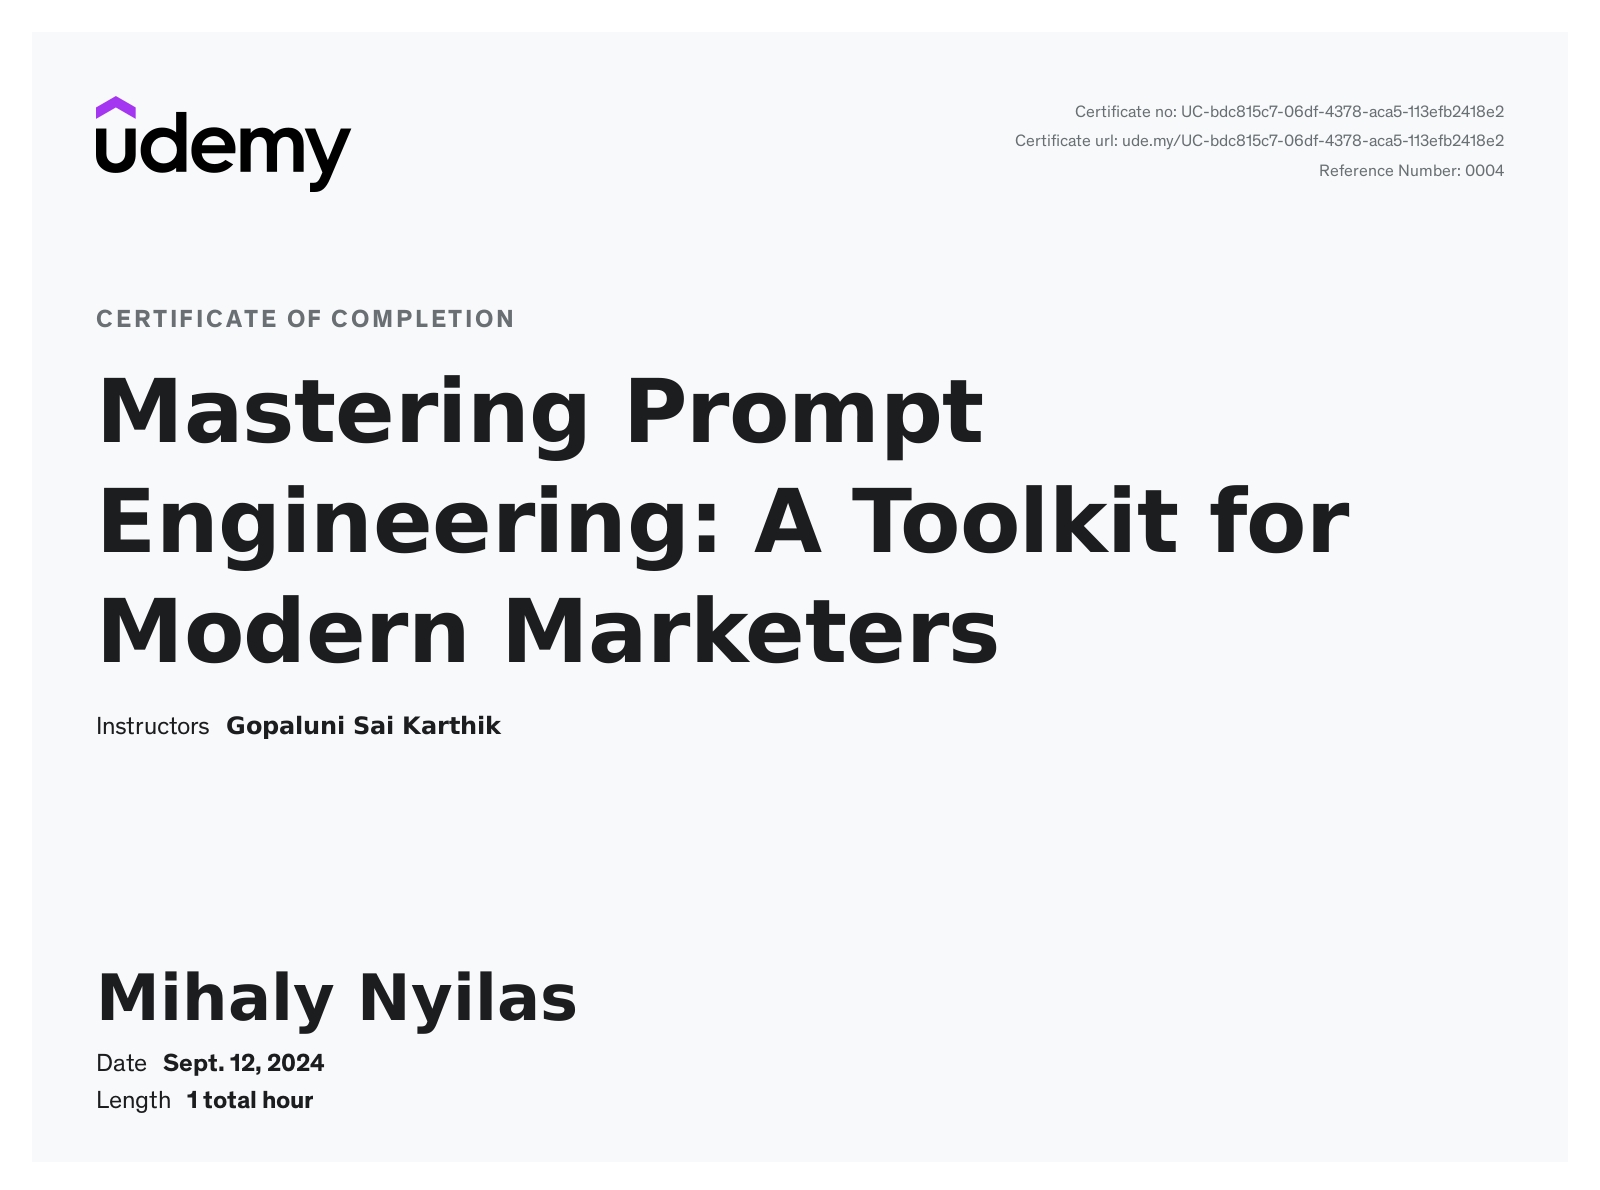 udemy
Certificate no: UC-bdc815c7-06df-4378-aca5-113efb2418e2
Certificate url: ude.my/UC-bdc815c7-06df-4378-aca5-113efb2418e2
Reference Number: 0004
CERTIFICATE OF COMPLETION
Mastering Prompt
Engineering: A Toolkit for
Modern Marketers
Instructors Gopaluni Sai Karthik
Mihaly Nyilas
Date Sept. 12, 2024
Length 1 total hour